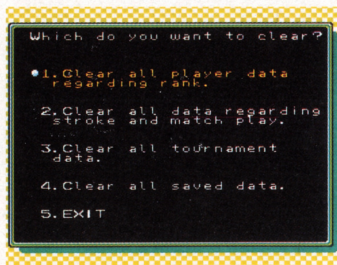 Which do you want to clear?
1. Clear all player data
regarding rank.
2. Clear all data regarding
stroke and match play.
3. Clear all tournament
data.
4. Clear all saved data.
5. EXIT